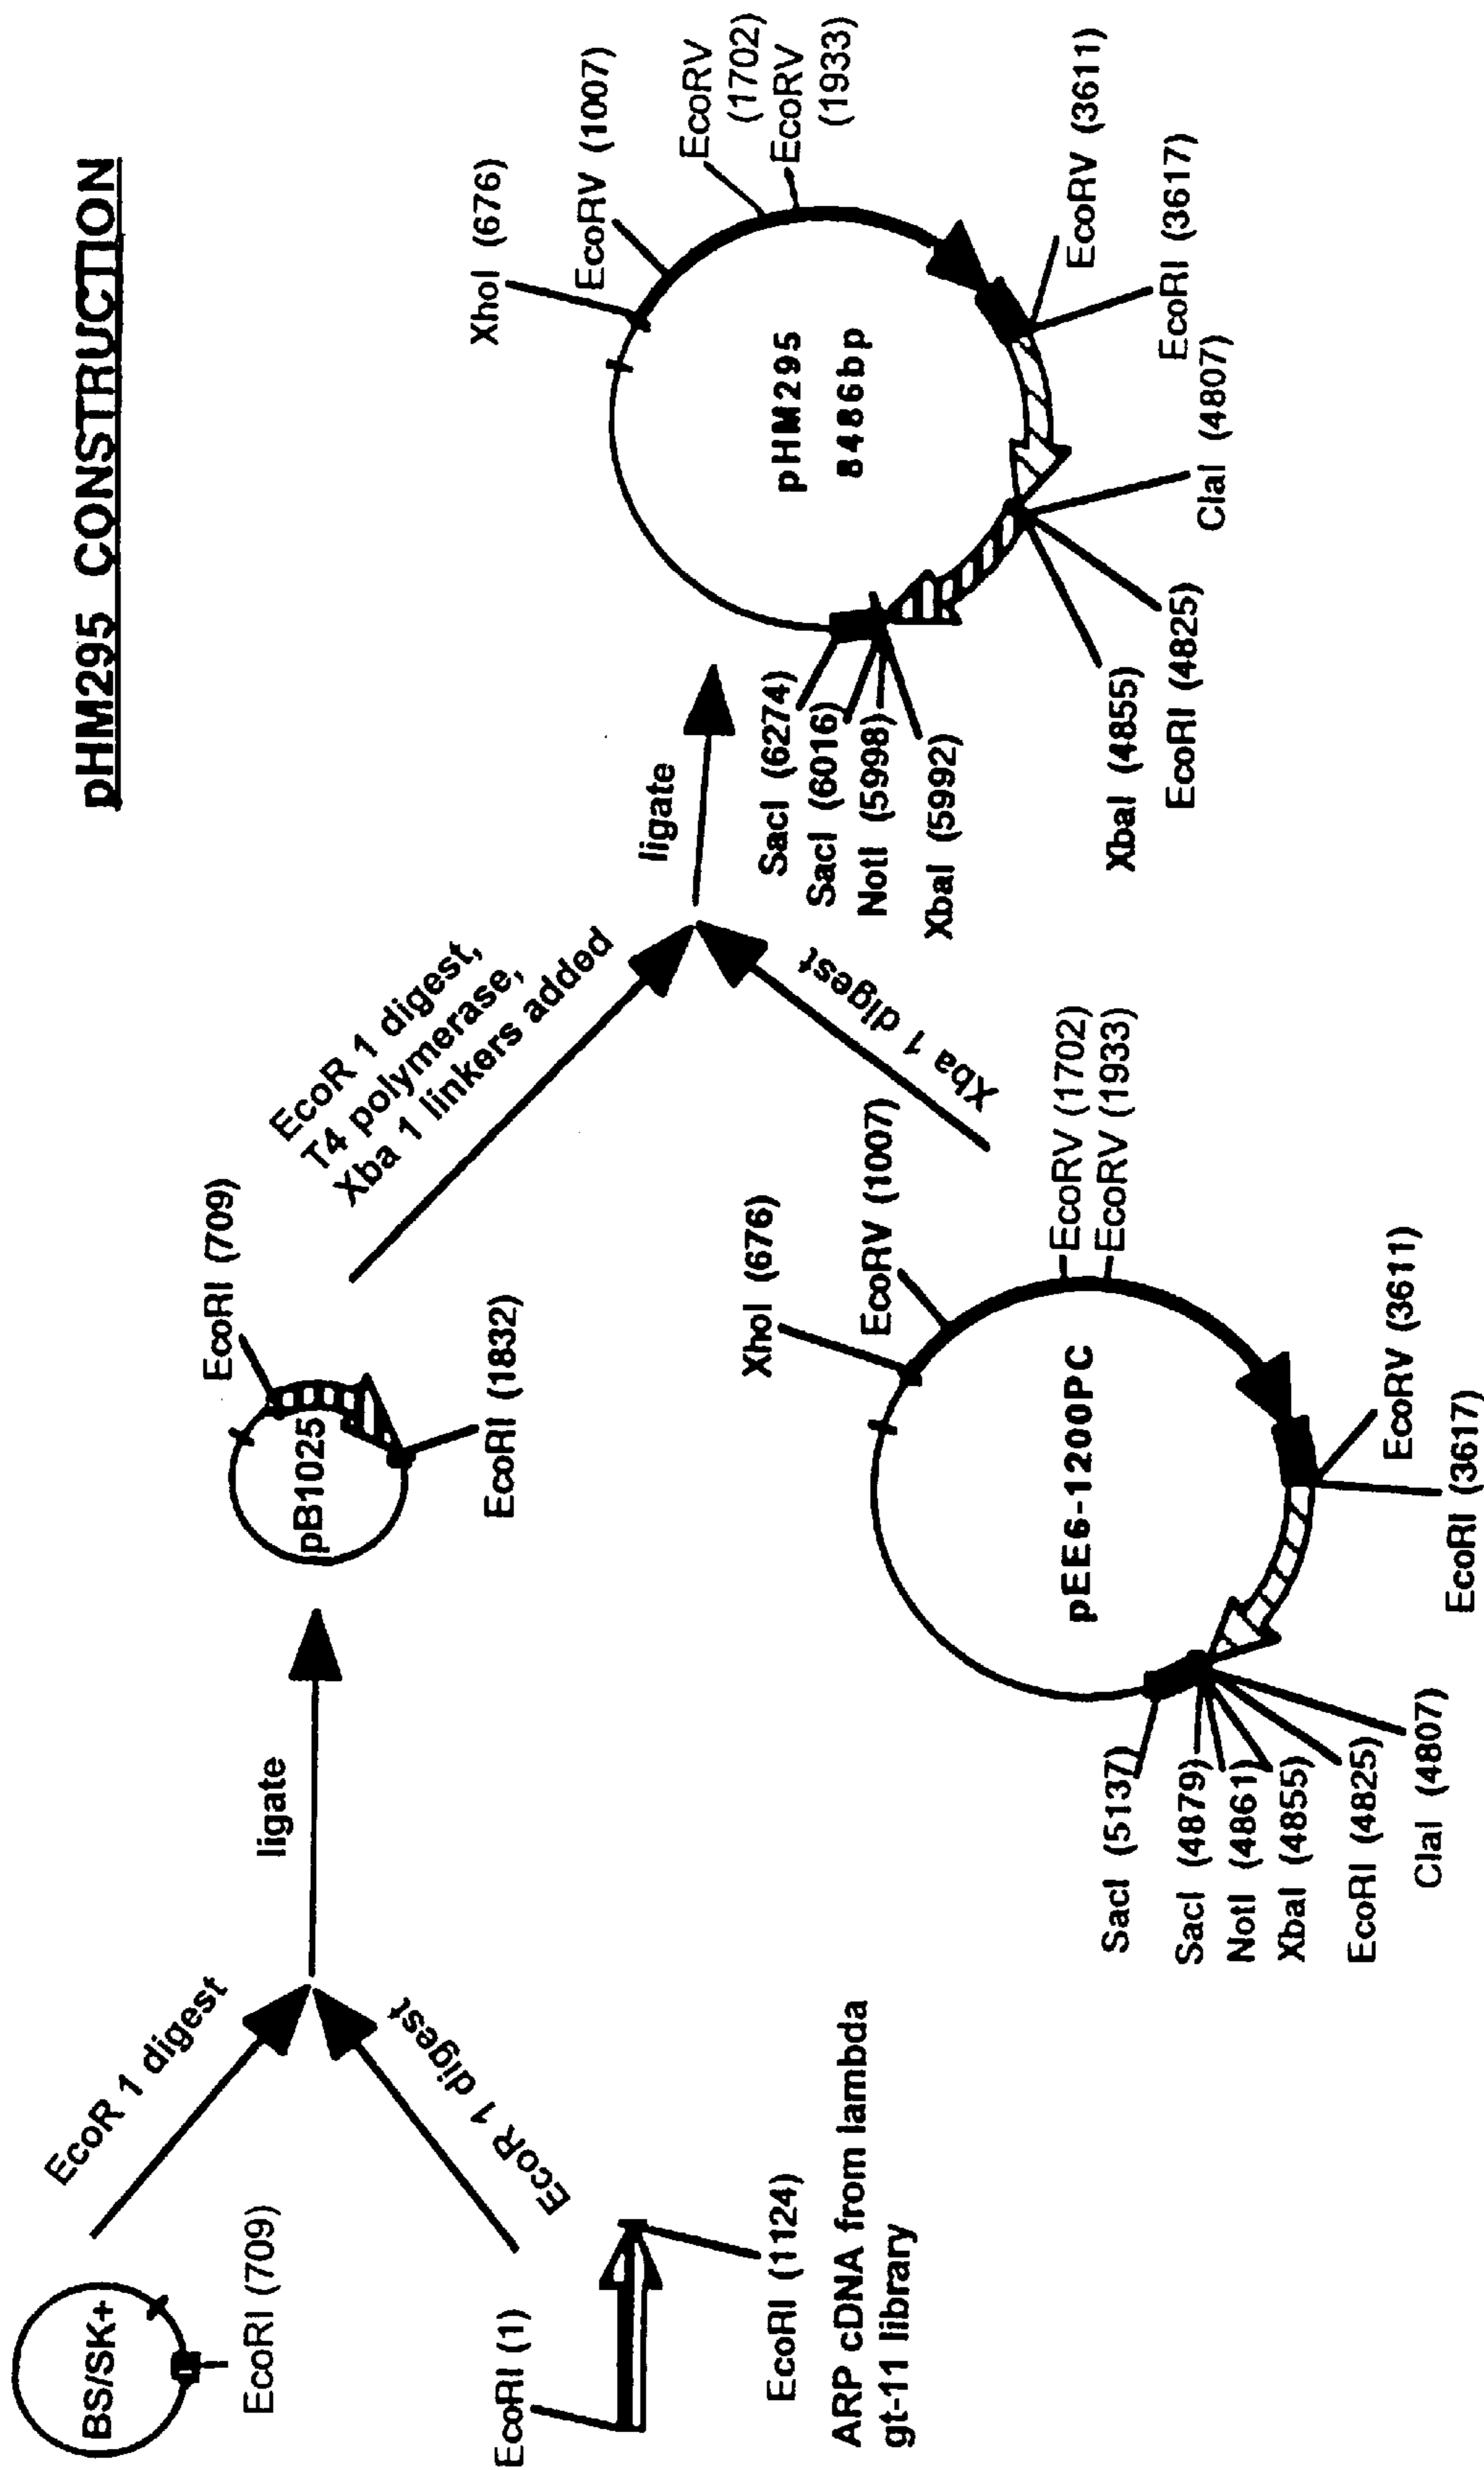 pHM295 CONSTRUCTION
BS/SK+
EcoRI (709)
EcoR 1 digest
EcoRI (1)
EcoRI (1124)
ARP cDNA from lambda
gt-11 library
EcoR 1 digest
ligate
pB1025
EcoRI (709)
EcoRI (1832)
EcoR 1 digest,
T4 polymerase,
Xba 1 linkers added
pEE6-1200PC
XhoI (676)
EcoRV (1007)
EcoRV (1702)
EcoRV (1933)
EcoRV (3611)
EcoRI (3617)
ClaI (4807)
EcoRI (4825)
XbaI (4855)
NotI (4861)
SacI (4879)
SacI (5137)
Xba 1 digest
ligate
pHM295
8486bp
XhoI (676)
EcoRV (1007)
EcoRV
(1702)
EcoRV
(1933)
EcoRV (3611)
EcoRI (3617)
ClaI (4807)
EcoRI (4825)
XbaI (4855)
XbaI (5992)
NotI (5998)
SacI (6016)
SacI (6274)